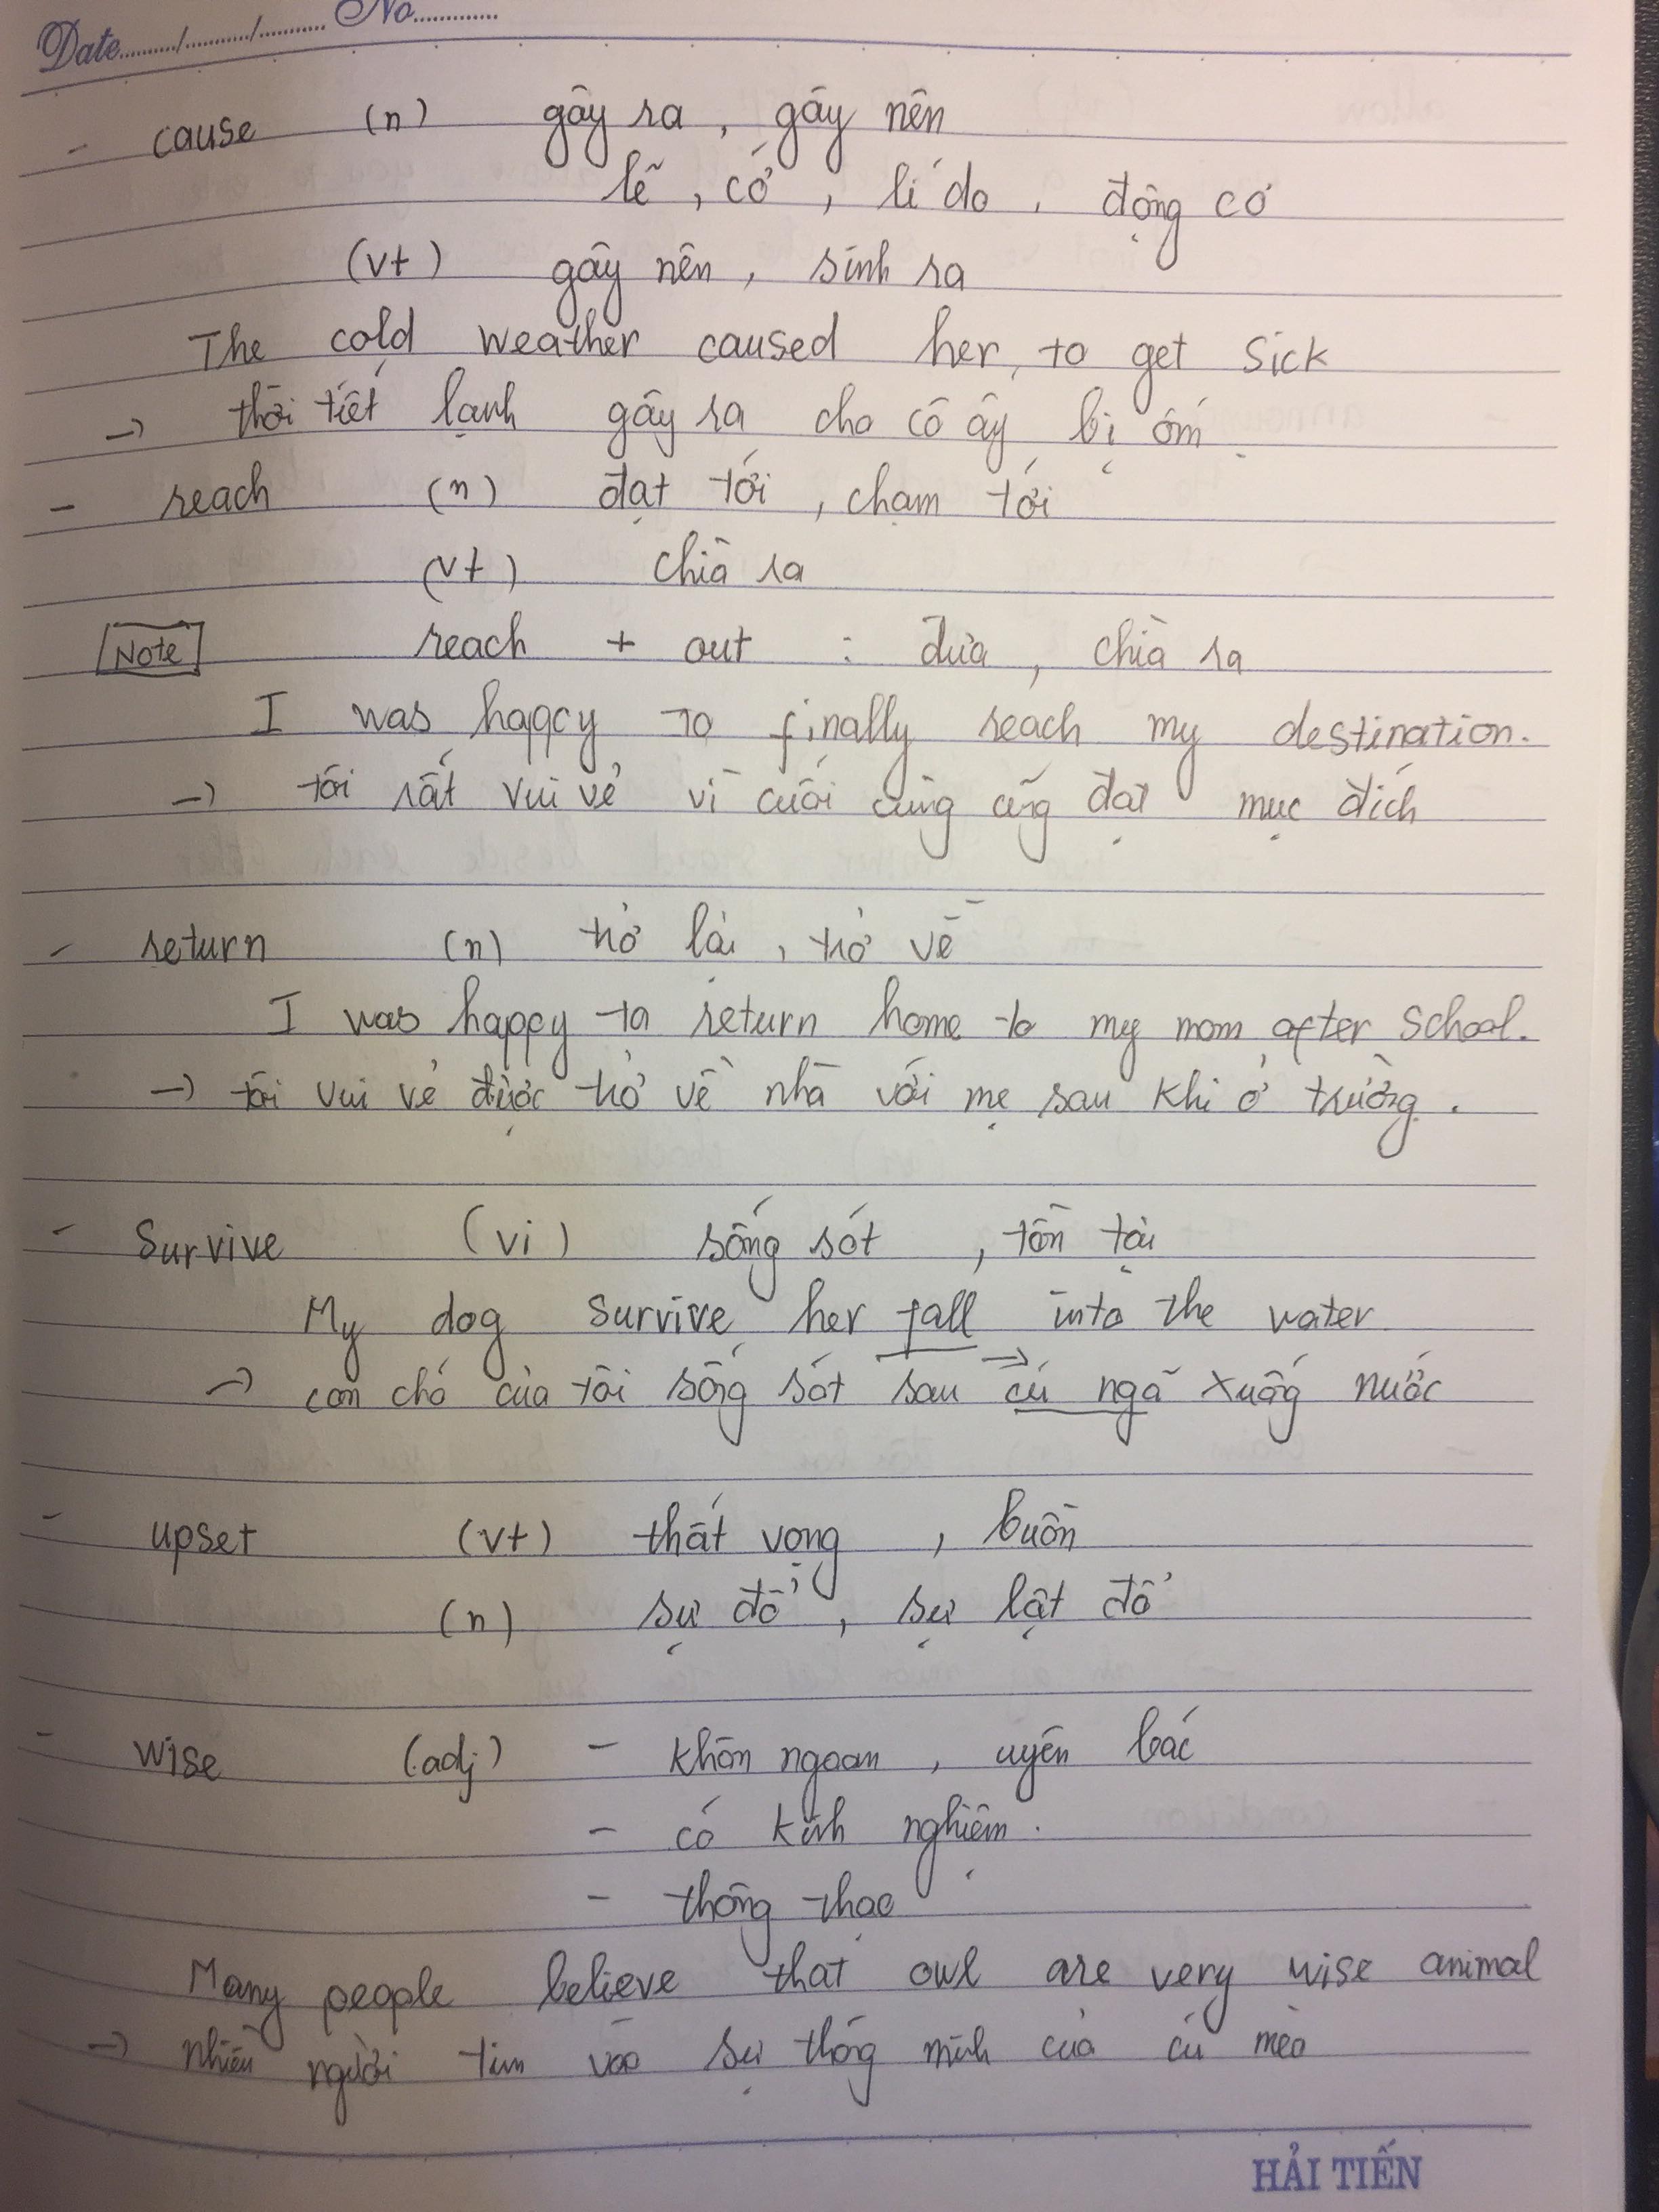 Date........../........../.......... No.............
- cause (n) gây ra, gây nên
lẽ, cớ, lí do, động cơ
(vt) gây nên, sinh ra
The cold weather caused her to get sick
→ thời tiết lạnh gây ra cho cô ấy bị ốm
- reach (n) đạt tới, chạm tới
(vt) chìa ra
Note reach + out : đưa, chìa ra
I was happy to finally reach my destination.
→ tôi rất vui vẻ vì cuối cùng cũng đạt mục đích
- return (n) trở lại, trở về
I was happy to return home to my mom after school.
→ tôi vui vẻ được trở về nhà với mẹ sau khi ở trường.
- survive (vi) sống sót, tồn tại
My dog survive her fall into the water
→ con chó của tôi sống sót sau → cú ngã xuống nước
- upset (vt) thất vọng, buồn
(n) sự đổ, sự lật đổ
- wise (adj) - khôn ngoan, uyên bác
- có kinh nghiệm.
- thông thạo
Many people believe that owl are very wise animal
→ nhiều người tin vào sự thông minh của cú mèo
HẢI TIẾN